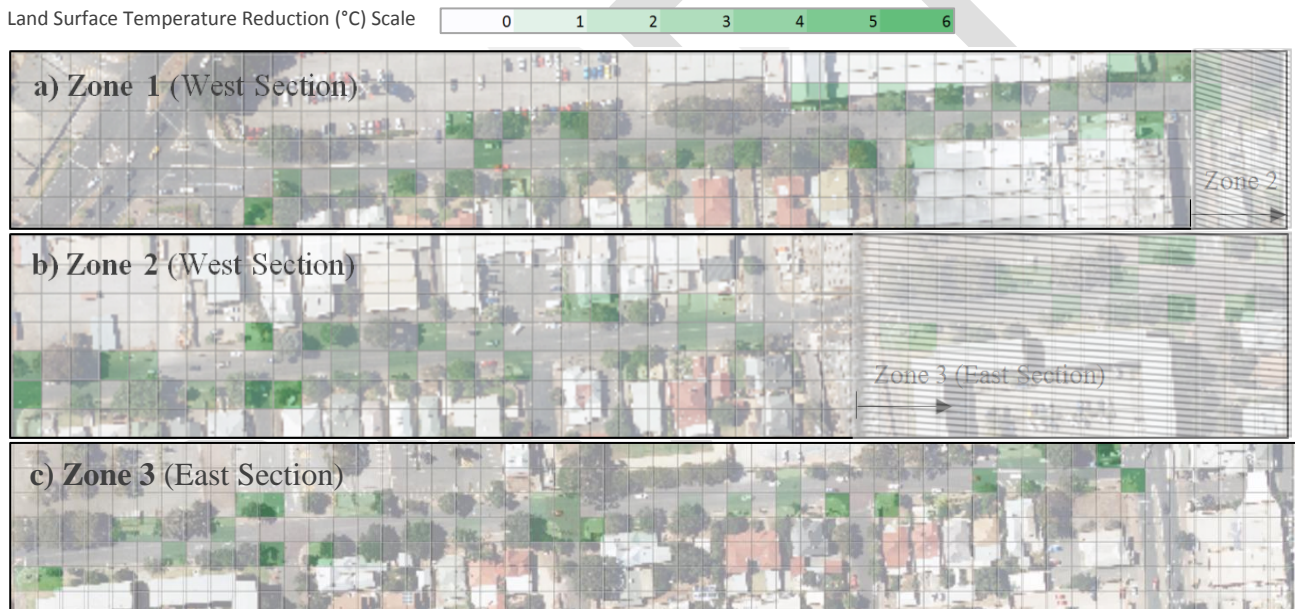 Land Surface Temperature Reduction (°C) Scale 0 1 2 3 4 5 6
a) Zone 1 (West Section)
Zone 2
b) Zone 2 (West Section)
Zone 3 (East Section)
c) Zone 3 (East Section)